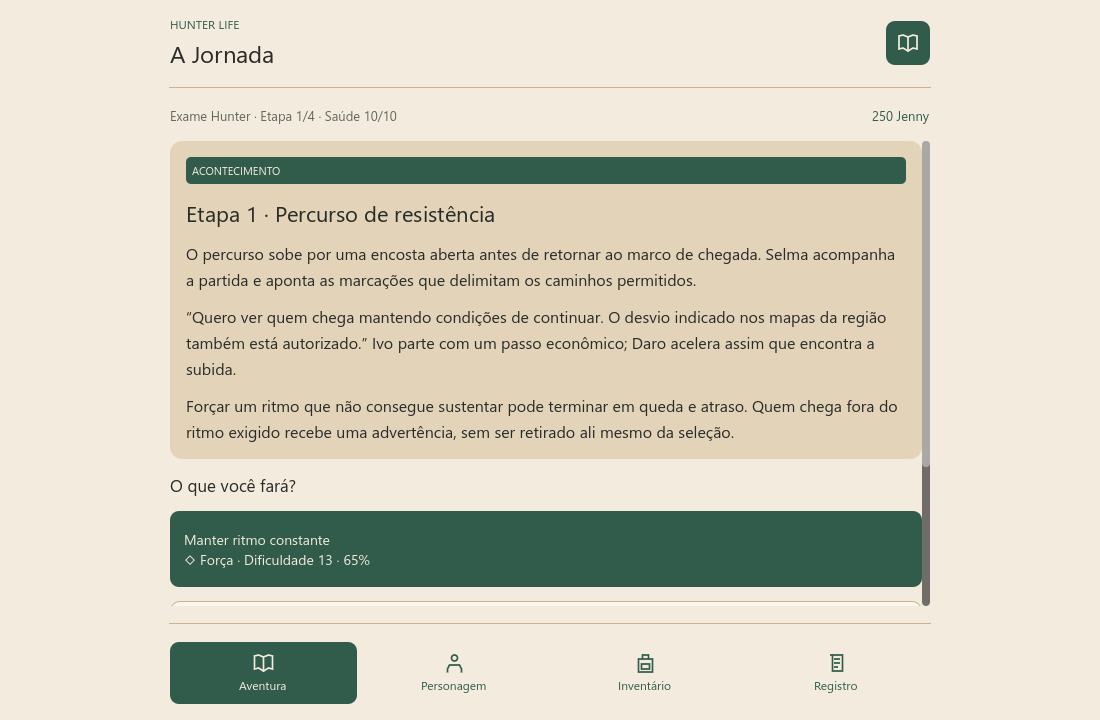 HUNTER LIFE
A Jornada
Exame Hunter · Etapa 1/4 · Saúde 10/10
250 Jenny
ACONTECIMENTO
Etapa 1 · Percurso de resistência
O percurso sobe por uma encosta aberta antes de retornar ao marco de chegada. Selma acompanha
a partida e aponta as marcações que delimitam os caminhos permitidos.
“Quero ver quem chega mantendo condições de continuar. O desvio indicado nos mapas da região
também está autorizado.” Ivo parte com um passo econômico; Daro acelera assim que encontra a
subida.
Forçar um ritmo que não consegue sustentar pode terminar em queda e atraso. Quem chega fora do
ritmo exigido recebe uma advertência, sem ser retirado ali mesmo da seleção.
O que você fará?
Manter ritmo constante
◇ Força · Dificuldade 13 · 65%
Aventura
Personagem
Inventário
Registro